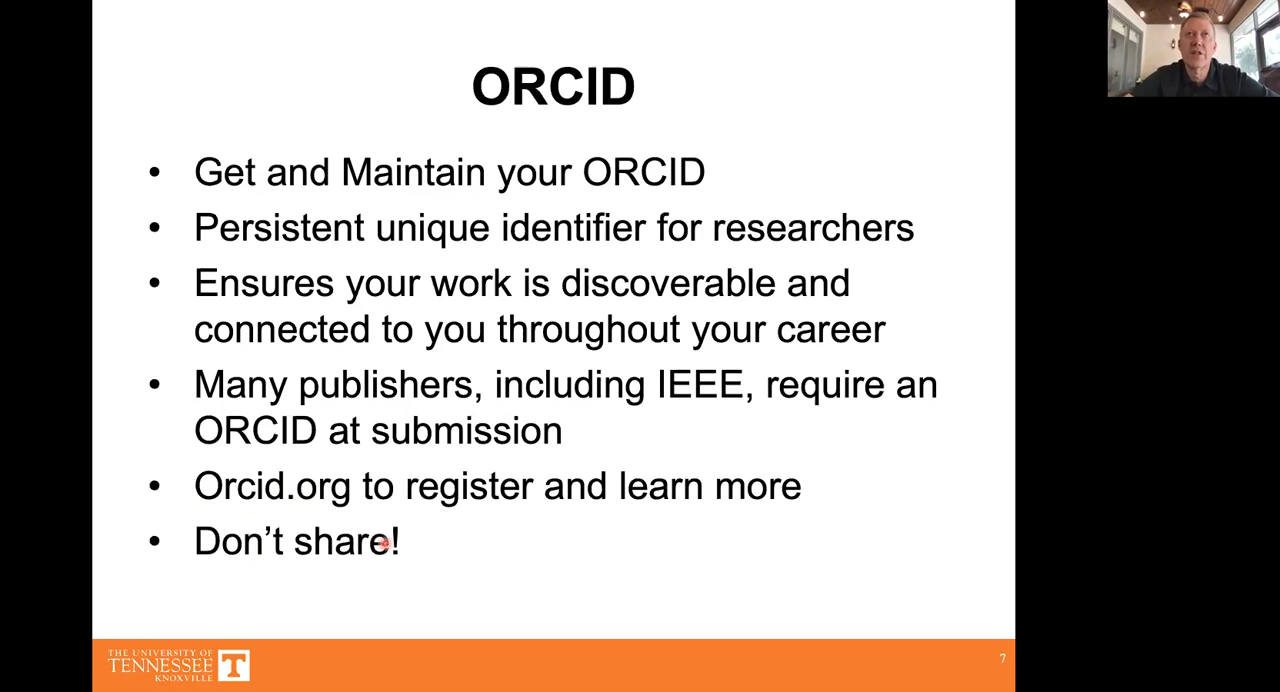 ORCID
• Get and Maintain your ORCID
• Persistent unique identifier for researchers
• Ensures your work is discoverable and
connected to you throughout your career
• Many publishers, including IEEE, require an
ORCID at submission
• Orcid.org to register and learn more
• Don’t share!
THE UNIVERSITY OF
TENNESSEE
KNOXVILLE
T
7